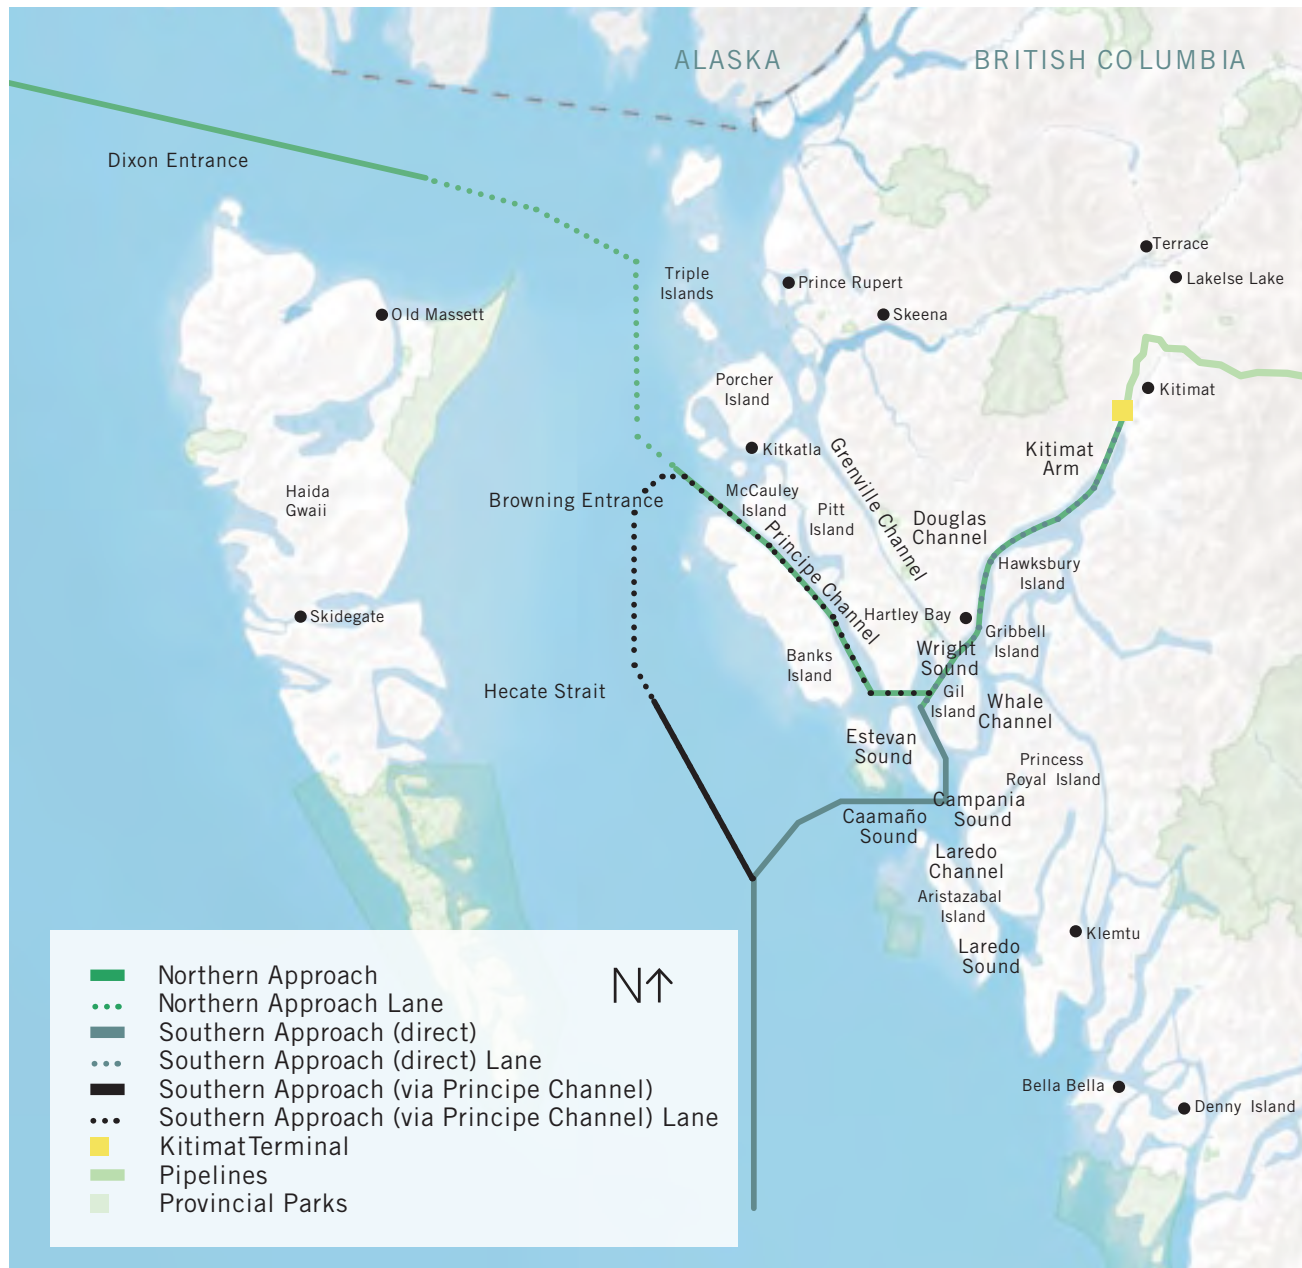 ALASKA
BRITISH COLUMBIA
Dixon Entrance
Terrace
Lakelse Lake
Triple
Islands
Prince Rupert
Skeena
Old Massett
Porcher
Island
Kitimat
Kitkatla
Kitimat
Arm
Grenville Channel
Haida
Gwaii
Browning Entrance
McCauley
Island
Pitt
Island
Douglas
Channel
Principe Channel
Hawksbury
Island
Skidegate
Hartley Bay
Gribbell
Island
Wright
Sound
Banks
Island
Hecate Strait
Gil
Island
Whale
Channel
Estevan
Sound
Princess
Royal Island
Campania
Sound
Caamaño
Sound
Laredo
Channel
Aristazabal
Island
Klemtu
Laredo
Sound
Bella Bella
Denny Island
N
Northern Approach
Northern Approach Lane
Southern Approach (direct)
Southern Approach (direct) Lane
Southern Approach (via Principe Channel)
Southern Approach (via Principe Channel) Lane
Kitimat Terminal
Pipelines
Provincial Parks